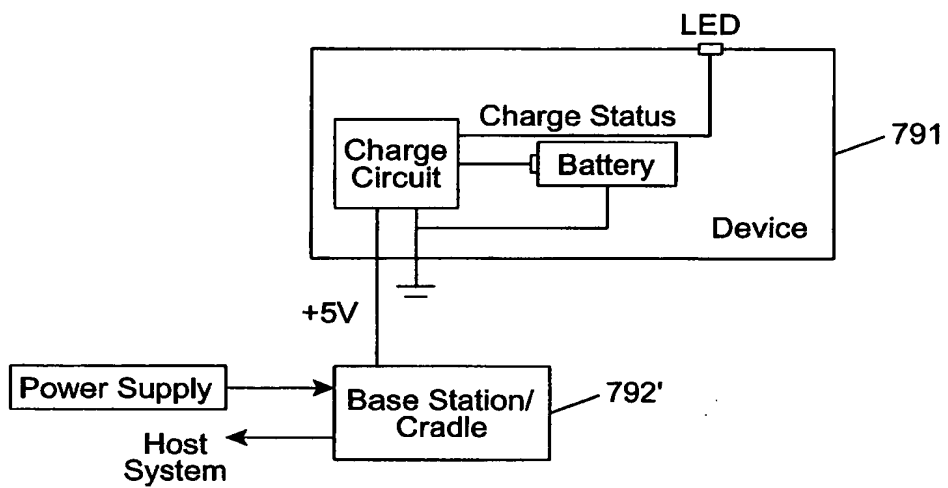 LED
Charge Status
791
Charge
Circuit
Battery
Device
+5V
Power Supply
Base Station/
Cradle
792'
Host
System